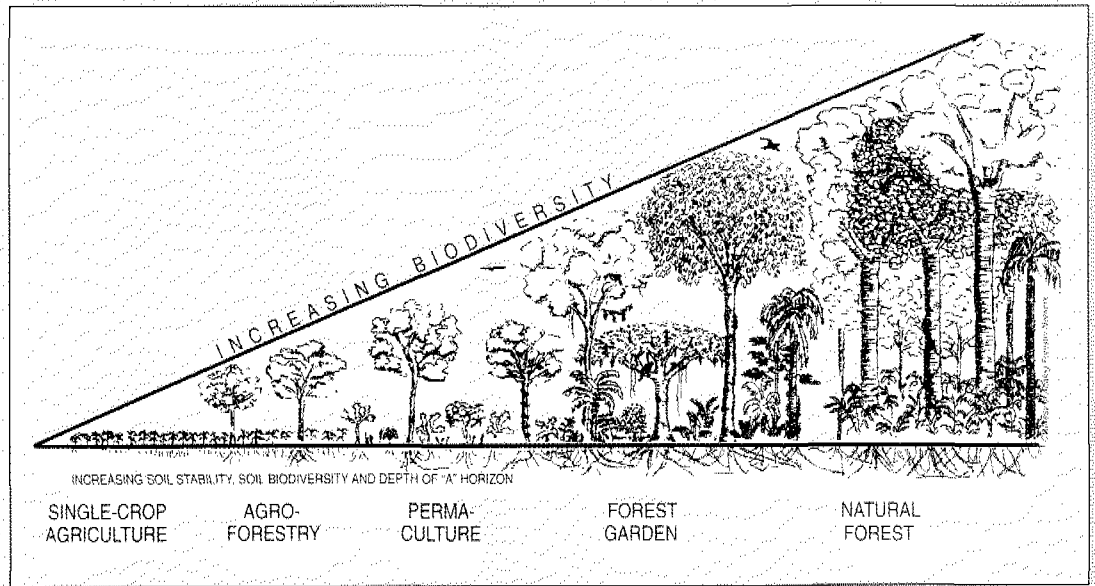 INCREASING BIODIVERSITY
INCREASING SOIL STABILITY, SOIL BIODIVERSITY AND DEPTH OF "A" HORIZON
SINGLE-CROP
AGRICULTURE
AGRO-
FORESTRY
PERMA-
CULTURE
FOREST
GARDEN
NATURAL
FOREST